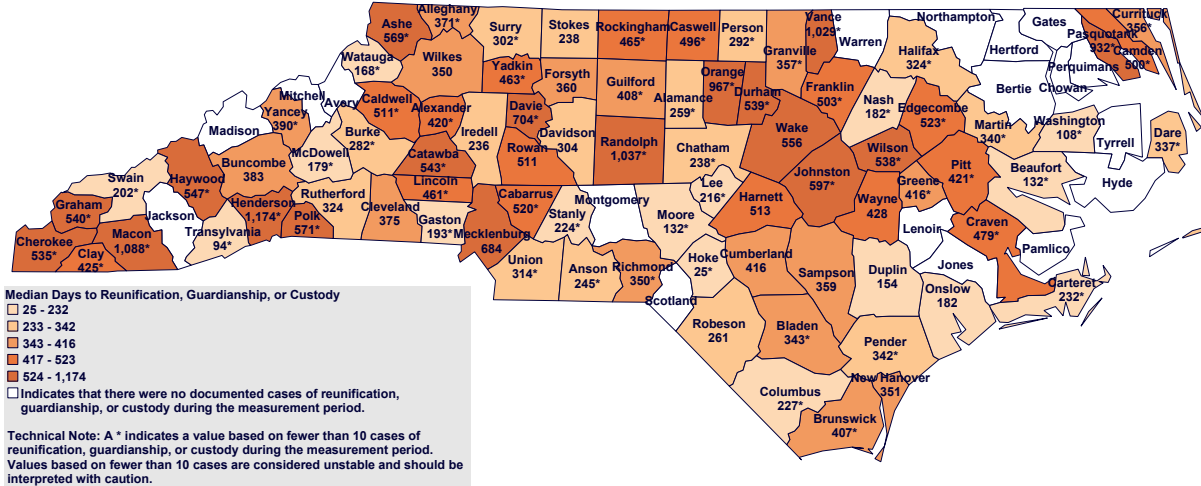 Alleghany
371*
Ashe
569*
Surry
302*
Stokes
238
Rockingham
465*
Caswell
496*
Person
292*
Vance
1,029*
Granville
357*
Warren
Northampton
Halifax
324*
Hertford
Gates
Currituck
356*
Pasquotank
932*
Camden
500*
Perquimans
Chowan
Bertie
Watauga
168*
Wilkes
350
Yadkin
463*
Forsyth
360
Guilford
408*
Alamance
259*
Orange
967*
Durham
539*
Franklin
503*
Nash
182*
Edgecombe
523*
Martin
340*
Washington
108*
Tyrrell
Dare
337*
Mitchell
Avery
Yancey
390*
Caldwell
511*
Alexander
420*
Iredell
236
Davie
704*
Davidson
304
Randolph
1,037*
Chatham
238*
Wake
556
Wilson
538*
Pitt
421*
Beaufort
132*
Hyde
Madison
Burke
282*
McDowell
179*
Catawba
543*
Rowan
511
Johnston
597*
Greene
416*
Buncombe
383
Swain
202*
Haywood
547*
Rutherford
324
Lincoln
461*
Cabarrus
520*
Stanly
224*
Montgomery
Moore
132*
Lee
216*
Harnett
513
Wayne
428
Lenoir
Craven
479*
Pamlico
Graham
540*
Jackson
Henderson
1,174*
Polk
571*
Cleveland
375
Gaston
193*
Mecklenburg
684
Cherokee
535*
Macon
1,088*
Clay
425*
Transylvania
94*
Union
314*
Anson
245*
Richmond
350*
Hoke
25*
Cumberland
416
Sampson
359
Duplin
154
Jones
Onslow
182
Carteret
232*
Scotland
Robeson
261
Bladen
343*
Pender
342*
New Hanover
351
Columbus
227*
Brunswick
407*
Median Days to Reunification, Guardianship, or Custody
25 - 232
233 - 342
343 - 416
417 - 523
524 - 1,174
Indicates that there were no documented cases of reunification,
guardianship, or custody during the measurement period.
Technical Note: A * indicates a value based on fewer than 10 cases of
reunification, guardianship, or custody during the measurement period.
Values based on fewer than 10 cases are considered unstable and should be
interpreted with caution.